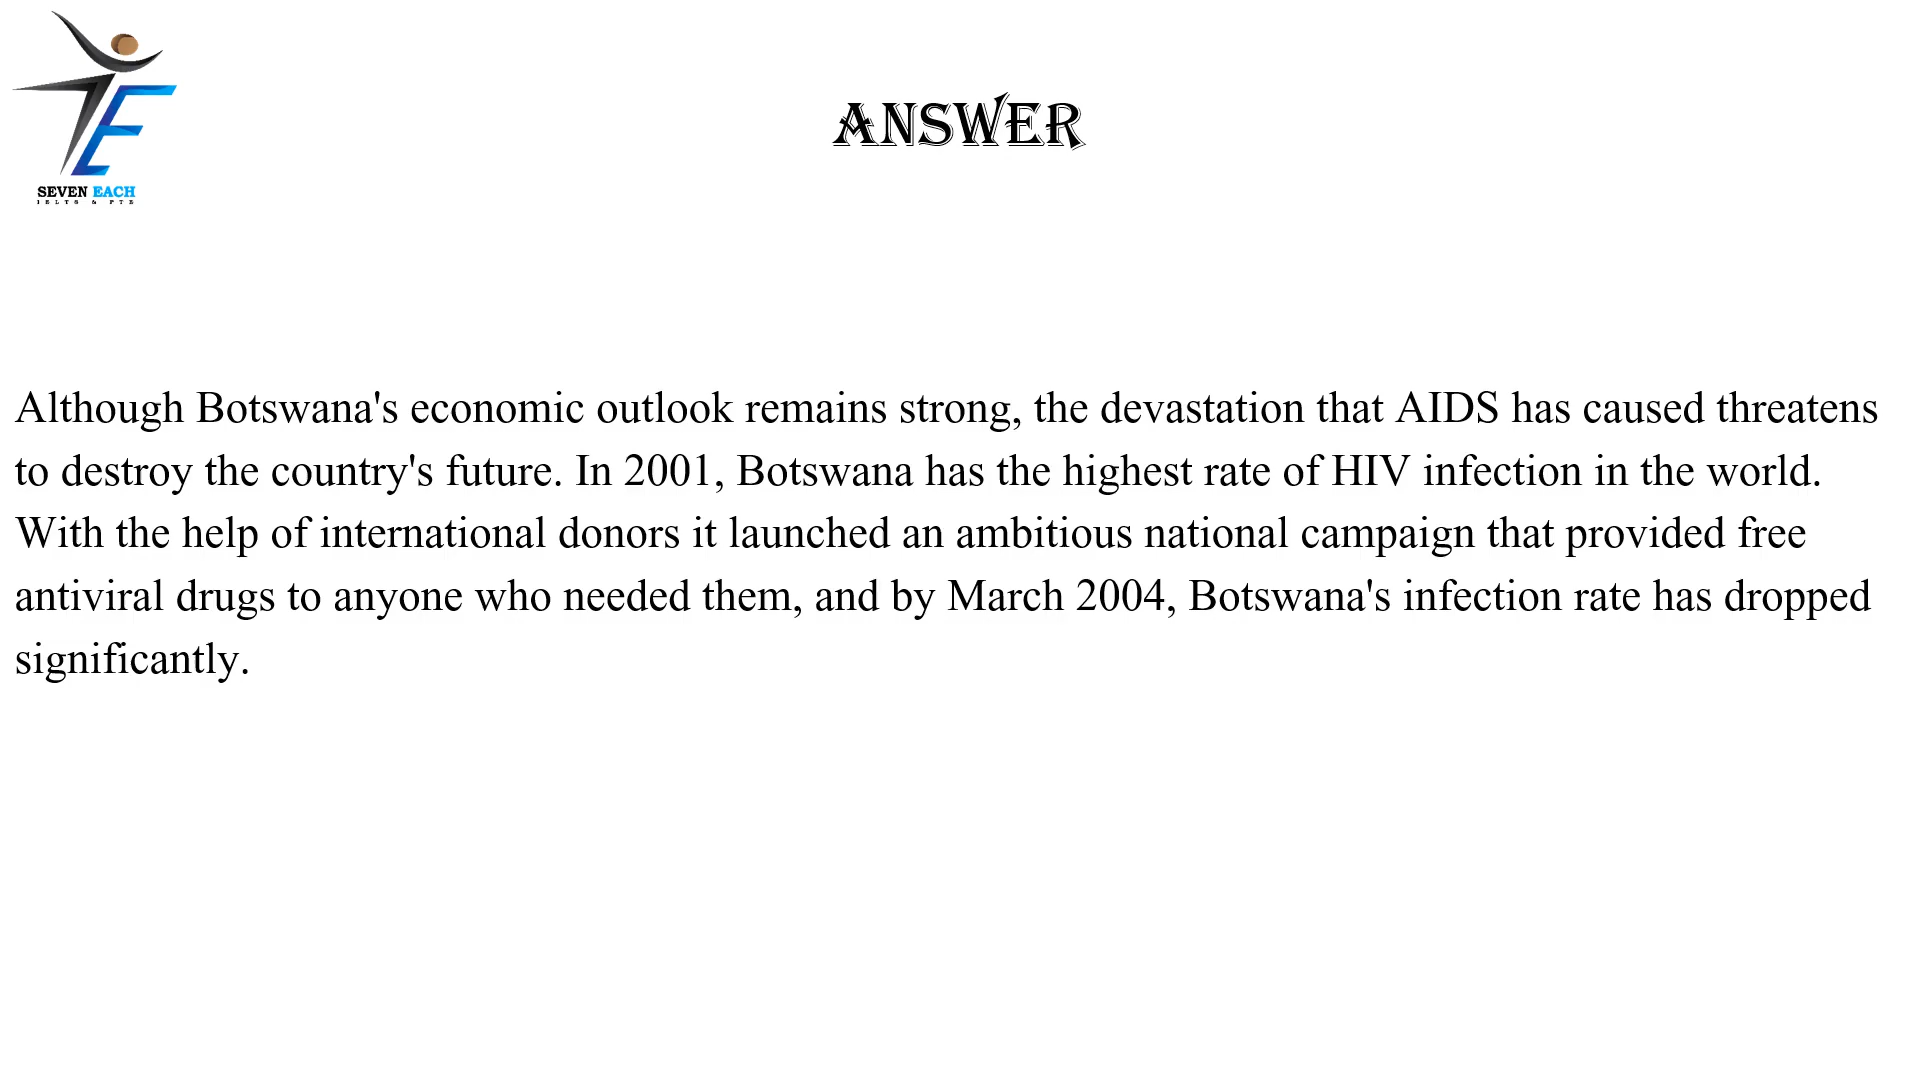 ANSWER
SEVEN EACH
IELTS & PTE
Although Botswana's economic outlook remains strong, the devastation that AIDS has caused threatens
to destroy the country's future. In 2001, Botswana has the highest rate of HIV infection in the world.
With the help of international donors it launched an ambitious national campaign that provided free
antiviral drugs to anyone who needed them, and by March 2004, Botswana's infection rate has dropped
significantly.